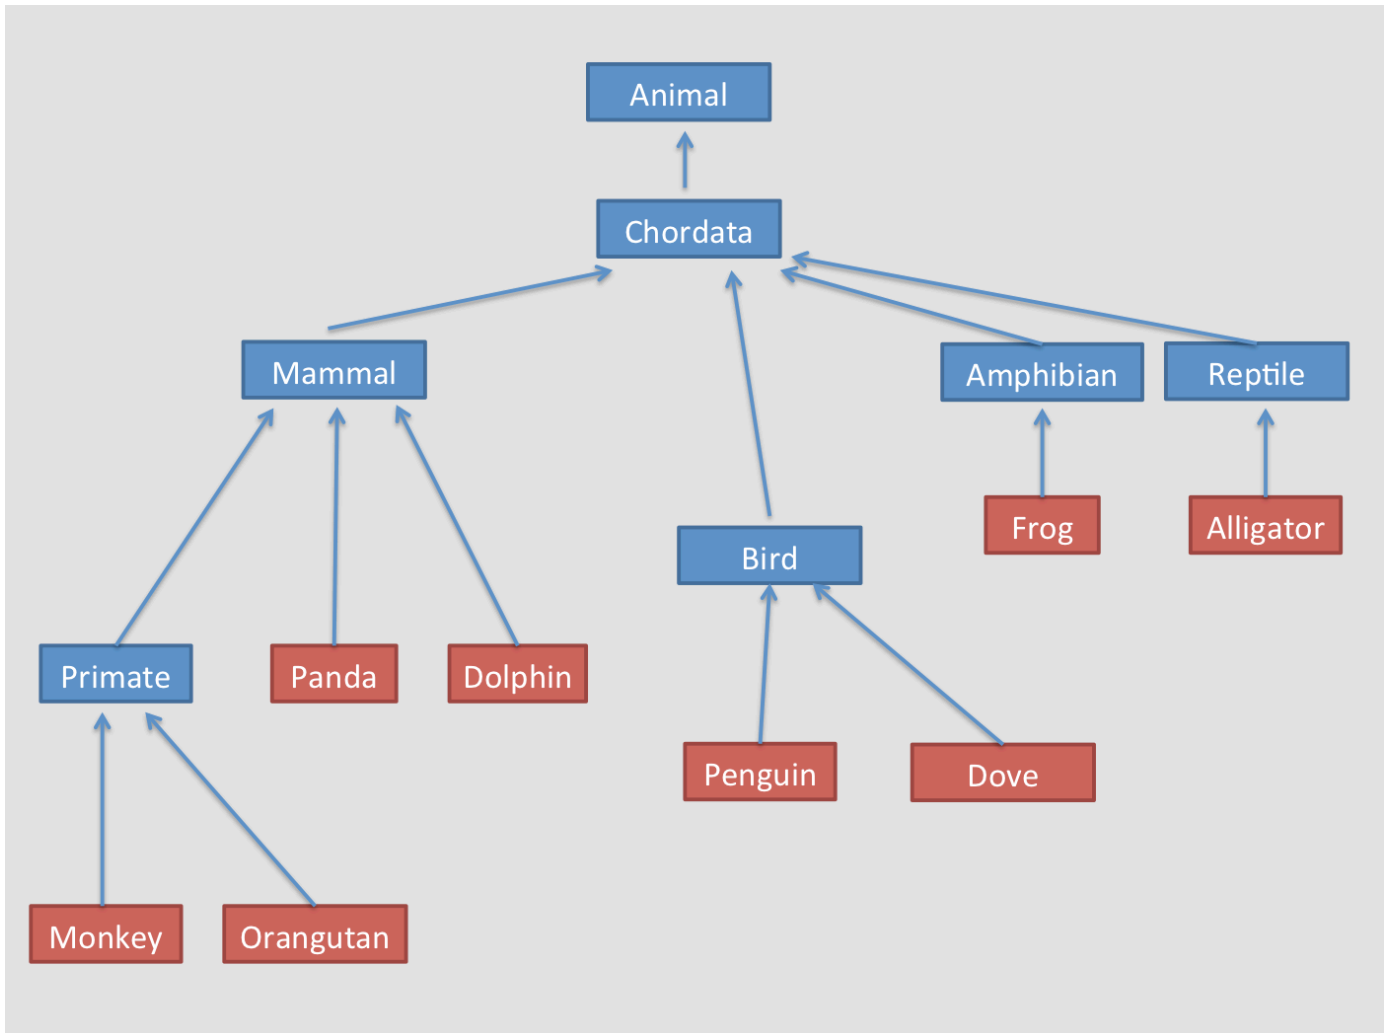 Animal
Chordata
Mammal
Amphibian
Reptile
Frog
Alligator
Bird
Primate
Panda
Dolphin
Penguin
Dove
Monkey
Orangutan